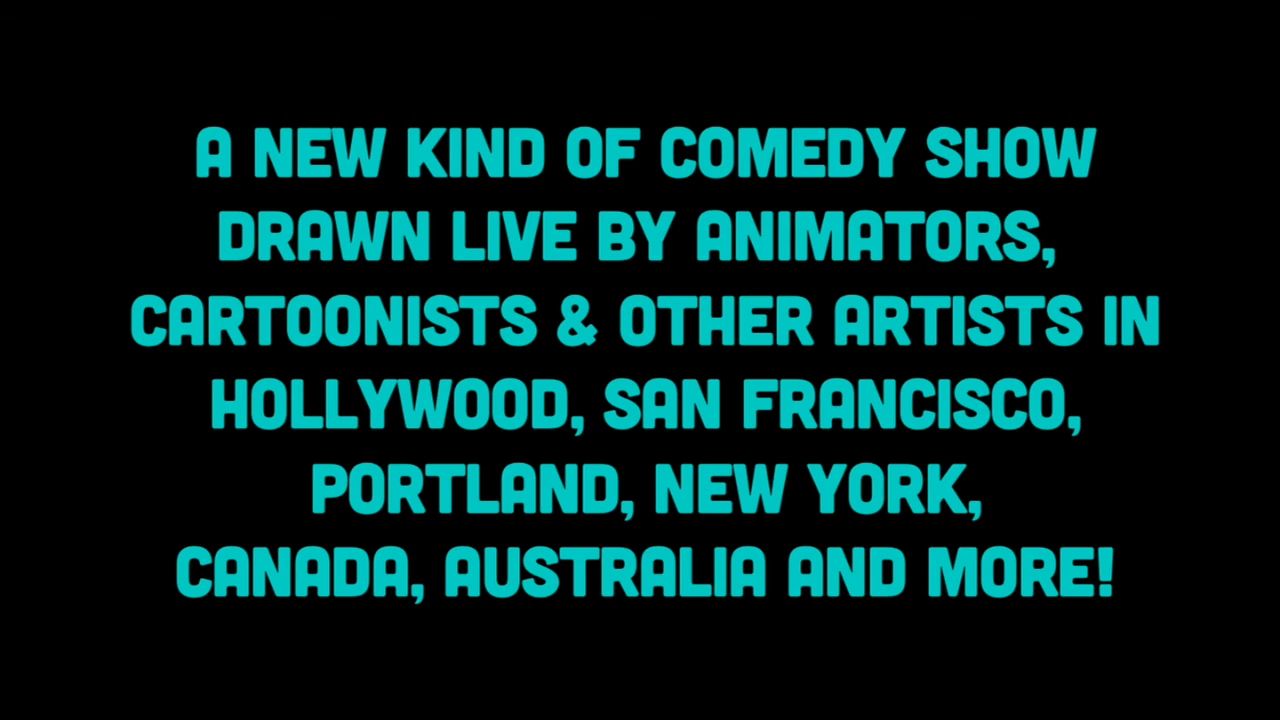 A NEW KIND OF COMEDY SHOW
DRAWN LIVE BY ANIMATORS,
CARTOONISTS & OTHER ARTISTS IN
HOLLYWOOD, SAN FRANCISCO,
PORTLAND, NEW YORK,
CANADA, AUSTRALIA AND MORE!